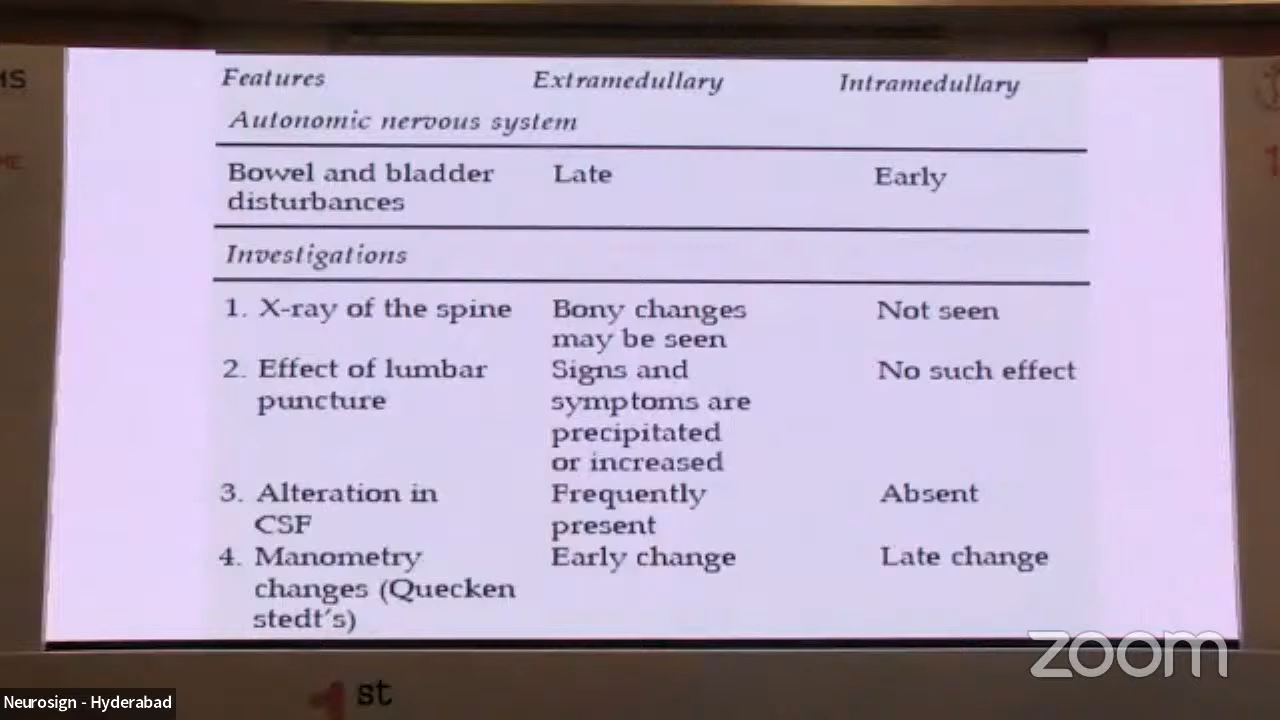 Features Extramedullary Intramedullary
Autonomic nervous system
Bowel and bladder Late Early
disturbances
Investigations
1. X-ray of the spine Bony changes Not seen
may be seen
2. Effect of lumbar Signs and No such effect
puncture symptoms are
precipitated
or increased
3. Alteration in Frequently Absent
CSF present
4. Manometry Early change Late change
changes (Quecken
stedt's)
zoom
Neurosign - Hyderabad
1st